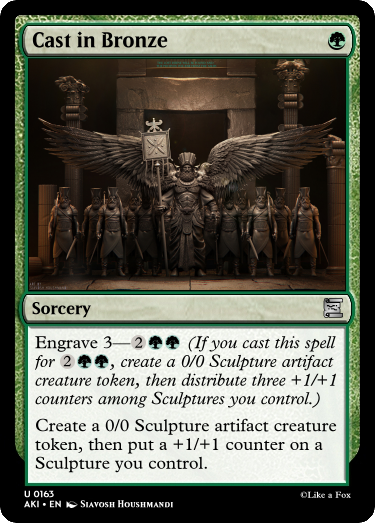 Cast in Bronze
Sorcery
Engrave 3—2 (If you cast this spell
for 2, create a 0/0 Sculpture artifact
creature token, then distribute three +1/+1
counters among Sculptures you control.)
Create a 0/0 Sculpture artifact creature
token, then put a +1/+1 counter on a
Sculpture you control.
U 0163
AKI • EN Siavosh Houshmandi
©Like a Fox